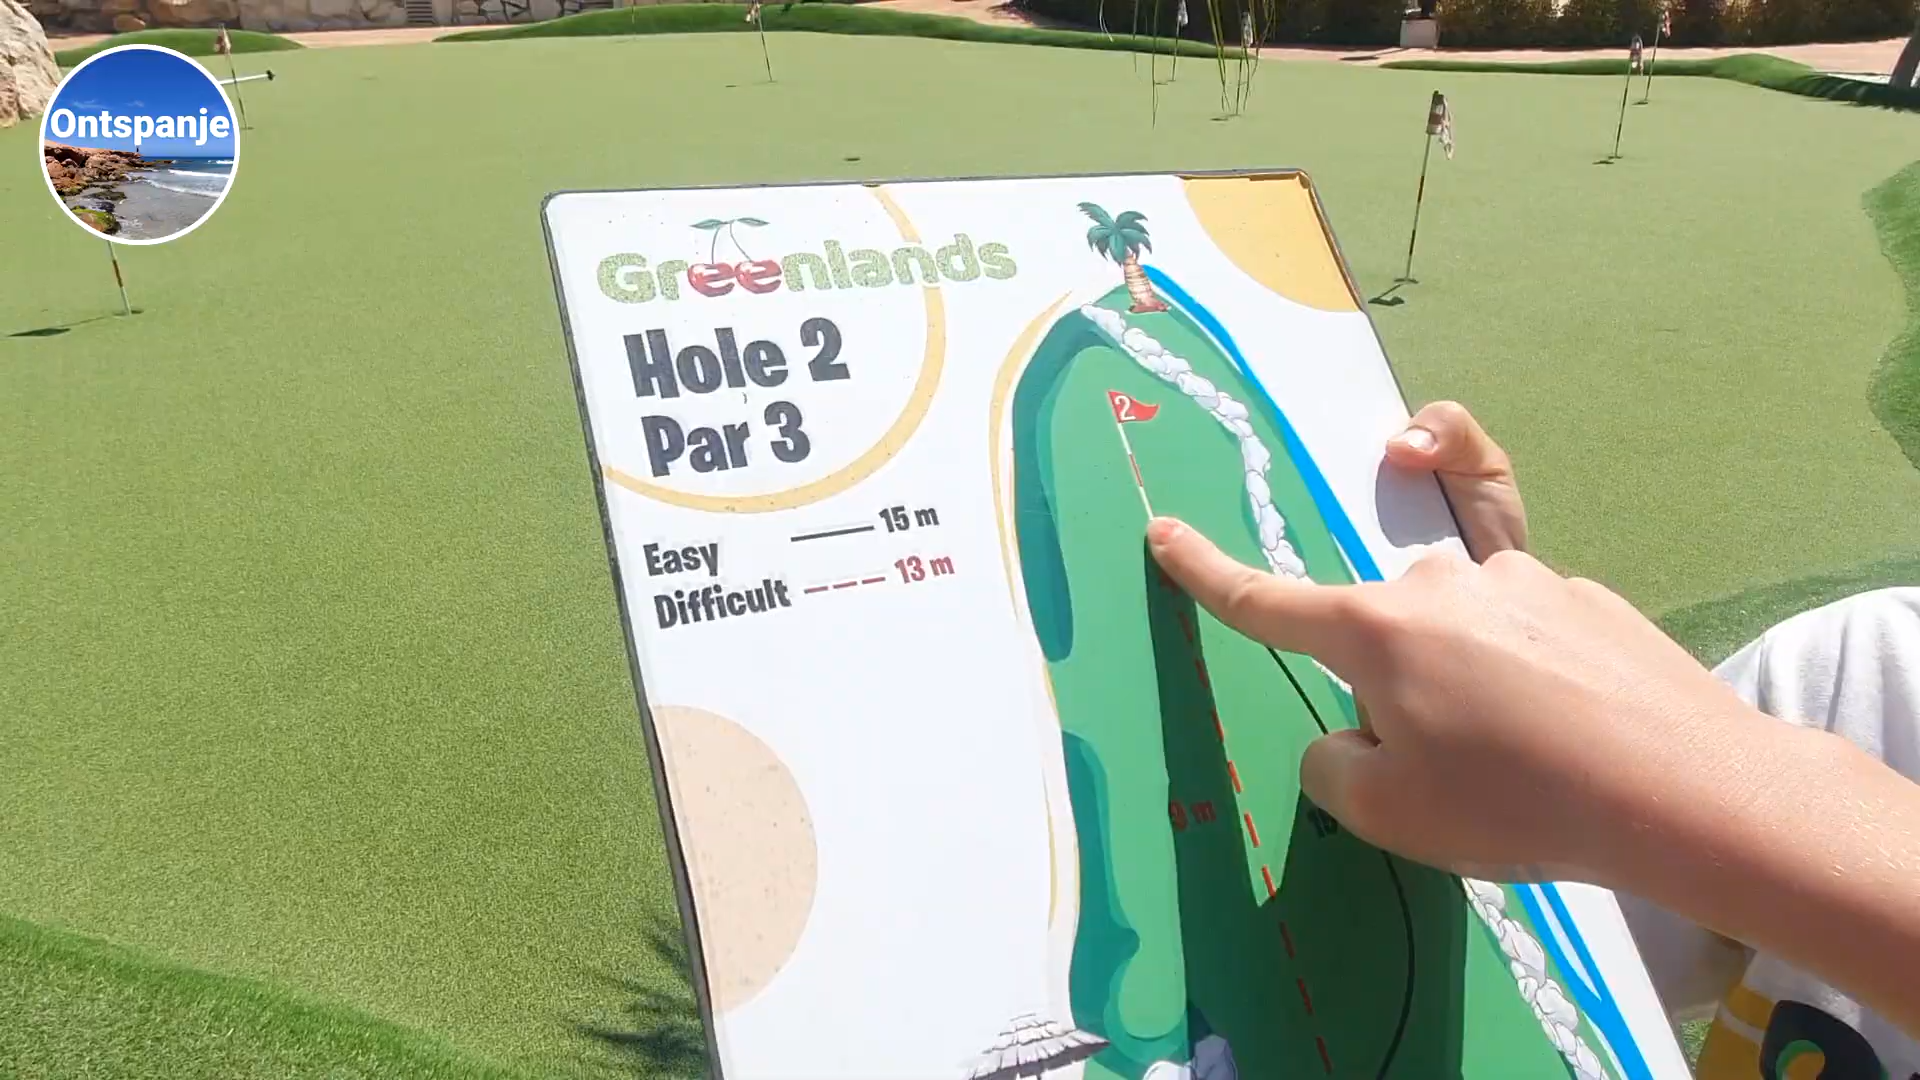 Ontspanje
Greenlands
Hole 2
Par 3
Easy
15 m
Difficult
13 m
2